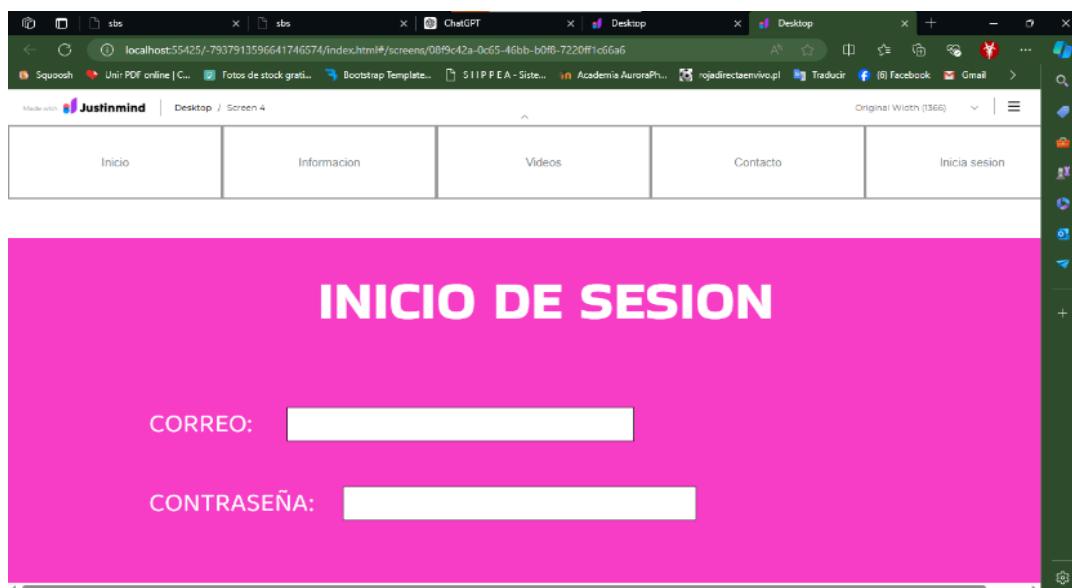 sbs
sbs
ChatGPT
Desktop
Desktop
localhost:55425/-7937913596641746574/index.html#/screens/08f9c42a-0c65-46bb-b0f8-7220ff1c66a6
Squoosh
Unir PDF online | C...
Fotos de stock grati...
Bootstrap Template...
S I I P P E A - Siste...
Academia AuroraPh...
rojadirectaenvivo.pl
Traducir
(6) Facebook
Gmail
Made with Justinmind
Desktop / Screen 4
Original Width (1366)
Inicio
Informacion
Videos
Contacto
Inicia sesion
INICIO DE SESION
CORREO:
CONTRASEÑA: